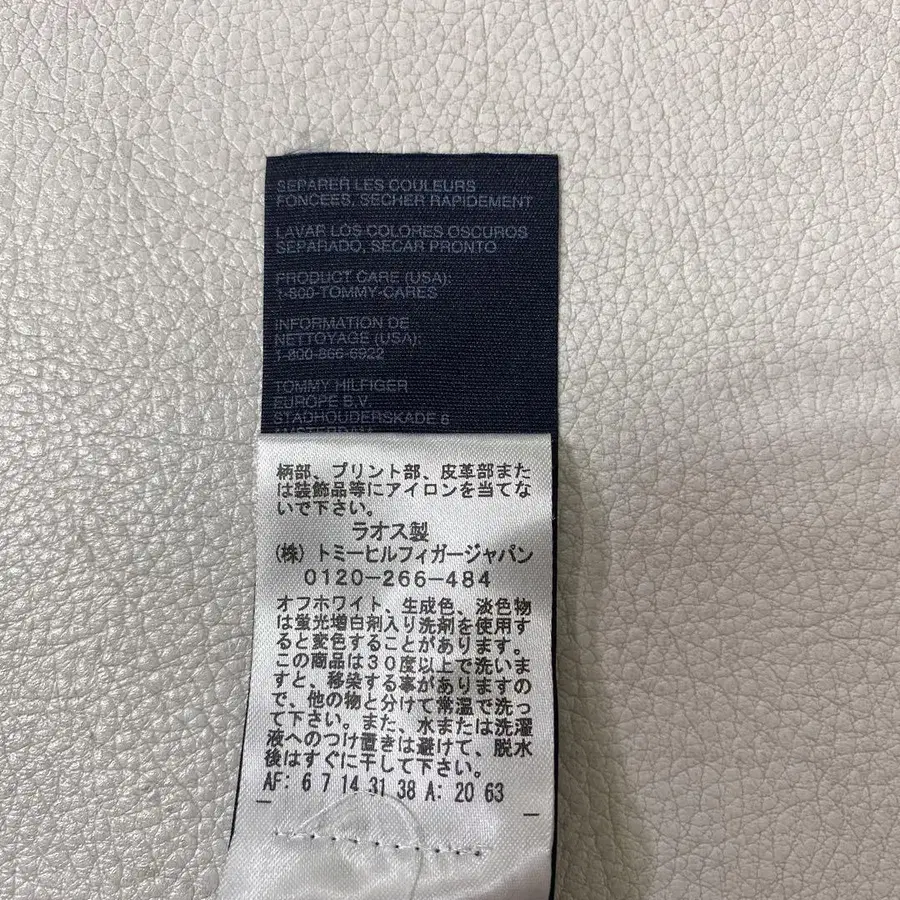 SEPARER LES COULEURS
FONCEES, SECHER RAPIDEMENT
LAVAR LOS COLORES OSCUROS
SEPARADO, SECAR PRONTO
PRODUCT CARE (USA):
1-800-TOMMY-CARES
INFORMATION DE
NETTOYAGE (USA):
1-800-866-6922
TOMMY HILFIGER
EUROPE B.V.
STADHOUDERSKADE 6
AMSTERDAM
柄部、プリント部、皮革部また
は装飾品等にアイロンを当てな
いで下さい。
ラオス製
(株) トミーヒルフィガージャパン
0120-266-484
オフホワイト、生成色、淡色物
は蛍光増白剤入り洗剤を使用す
ると変色することがあります。
この商品は30度以上で洗いま
すと、移染する事がありますの
で、他の物と分けて常温で洗っ
て下さい。また、水または洗濯
液へのつけ置きは避けて、脱水
後はすぐに干して下さい。
AF: 6 7 14 31 38 A: 20 63